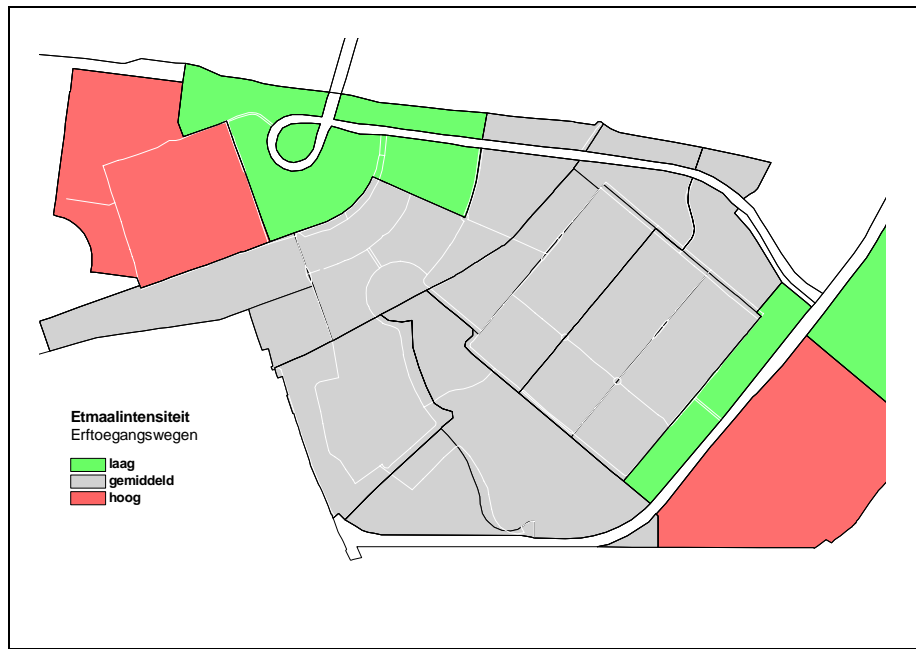 Etmaalintensiteit
Erftoegangswegen
laag
gemiddeld
hoog